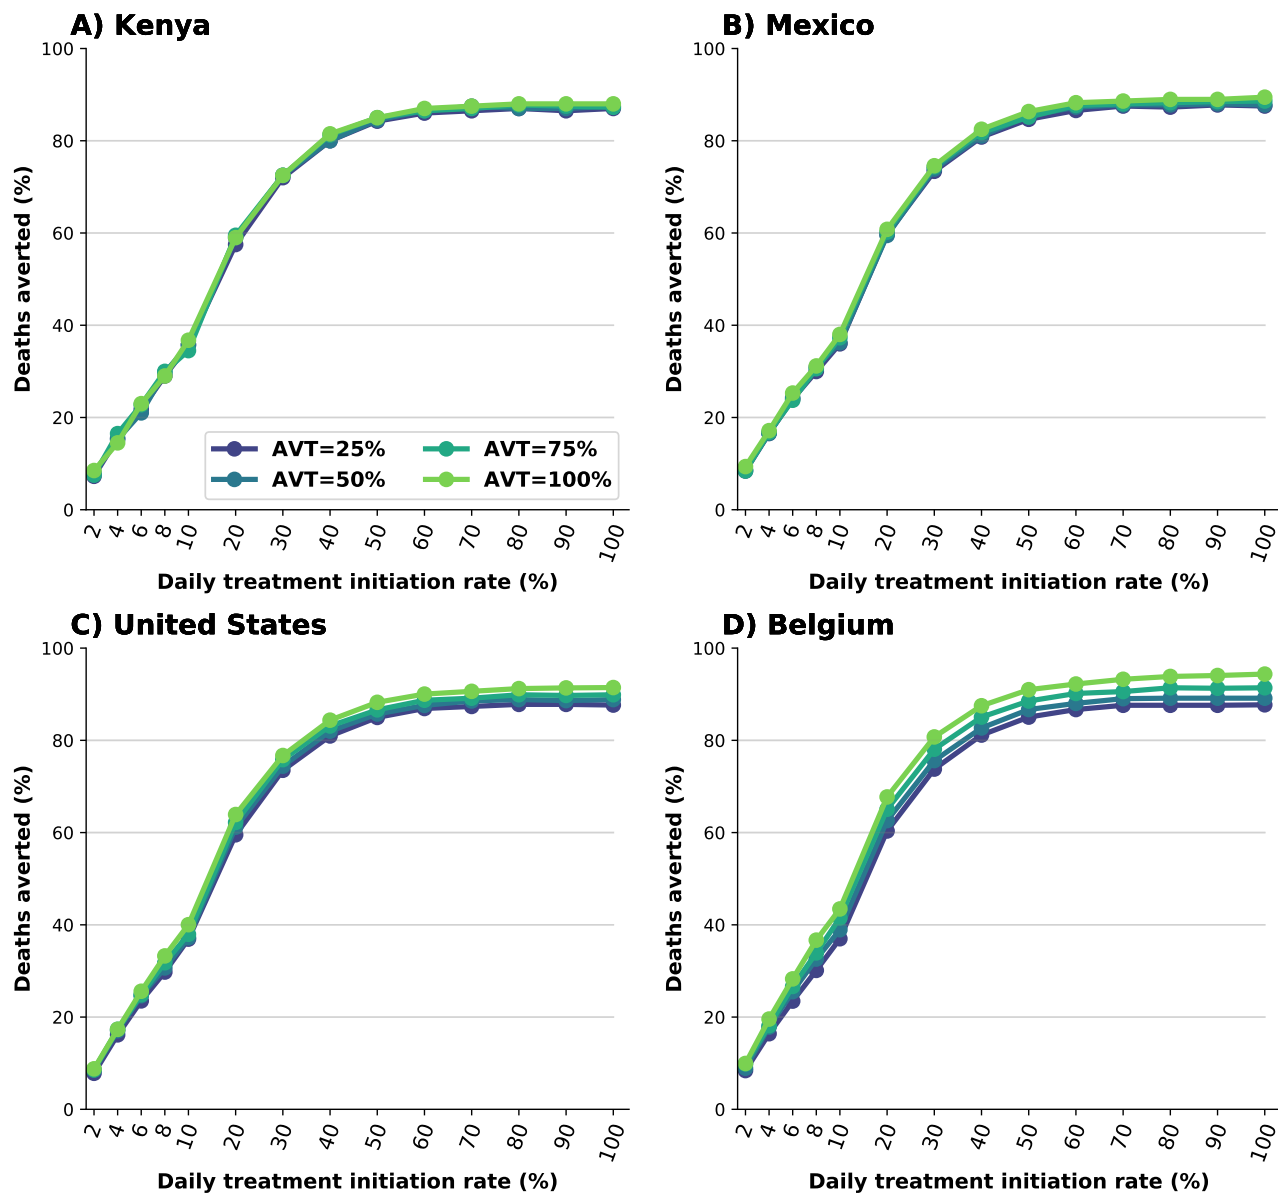 A) Kenya
Deaths averted (%)
100
80
60
40
20
0
AVT=25%
AVT=50%
AVT=75%
AVT=100%
2 4 6 8 10 20 30 40 50 60 70 80 90 100
Daily treatment initiation rate (%)
B) Mexico
Deaths averted (%)
100
80
60
40
20
0
2 4 6 8 10 20 30 40 50 60 70 80 90 100
Daily treatment initiation rate (%)
C) United States
Deaths averted (%)
100
80
60
40
20
0
2 4 6 8 10 20 30 40 50 60 70 80 90 100
Daily treatment initiation rate (%)
D) Belgium
Deaths averted (%)
100
80
60
40
20
0
2 4 6 8 10 20 30 40 50 60 70 80 90 100
Daily treatment initiation rate (%)